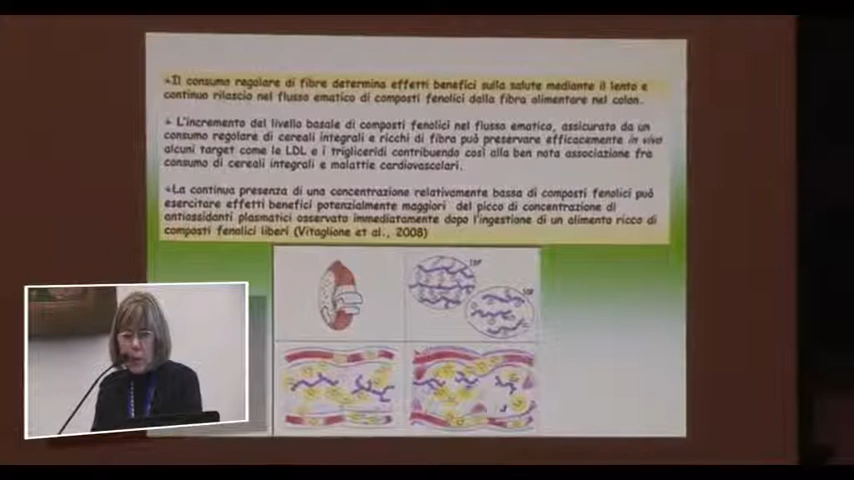 Il consumo regolare di fibre determina effetti benefici sulla salute mediante il lento e
continuo rilascio nel flusso ematico di composti fenolici dalla fibra alimentare nel colon.
L'incremento del livello basale di composti fenolici nel flusso ematico, assicurato da un
consumo regolare di cereali integrali e ricchi di fibra può preservare efficacemente in vivo
alcuni target come le LDL e i trigliceridi contribuendo così alla ben nota associazione fra
consumo di cereali integrali e malattie cardiovascolari.
La continua presenza di una concentrazione relativamente bassa di composti fenolici può
esercitare effetti benefici potenzialmente maggiori del picco di concentrazione di
antiossidanti plasmatici osservato immediatamente dopo l'ingestione di un alimento ricco di
composti fenolici liberi (Vitaglione et al., 2008)